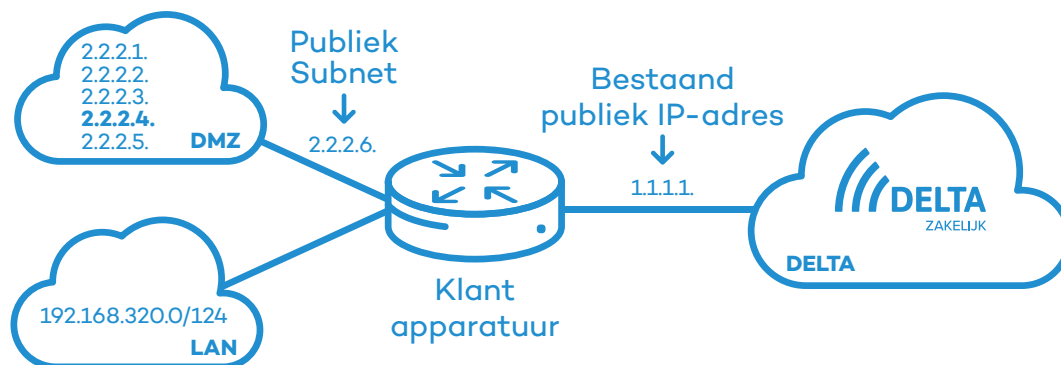 2.2.2.1.
2.2.2.2.
2.2.2.3.
2.2.2.4.
2.2.2.5.
DMZ
Publiek
Subnet
2.2.2.6.
Bestaand
publiek IP-adres
1.1.1.1.
DELTA
ZAKELIJK
DELTA
Klant
apparatuur
192.168.320.0/124
LAN